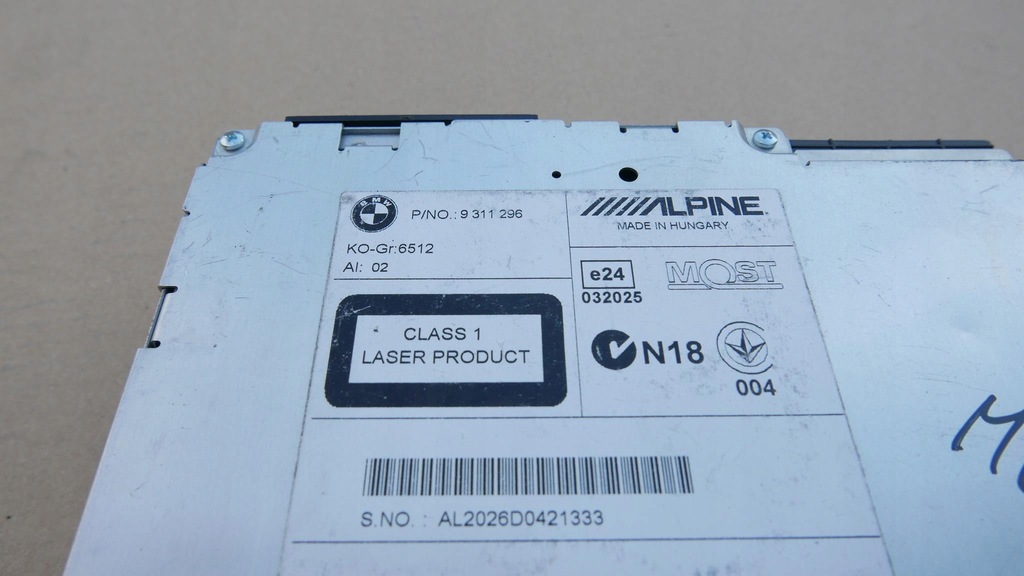 BMW
P/NO.: 9 311 296
KO-Gr:6512
AI: 02
ALPINE
MADE IN HUNGARY
e24
032025
MOST
N18
004
CLASS 1
LASER PRODUCT
S.NO. : AL2026D0421333